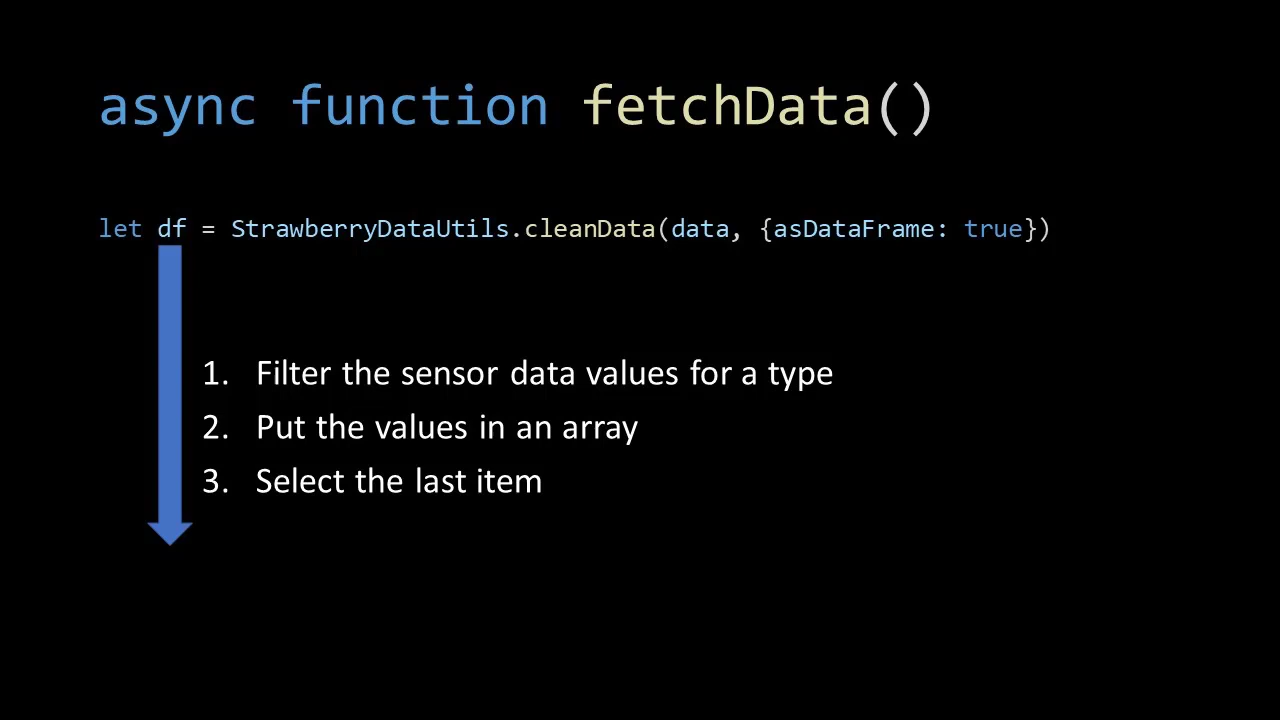 async function fetchData()
let df = StrawberryDataUtils.cleanData(data, {asDataFrame: true})
1. Filter the sensor data values for a type
2. Put the values in an array
3. Select the last item